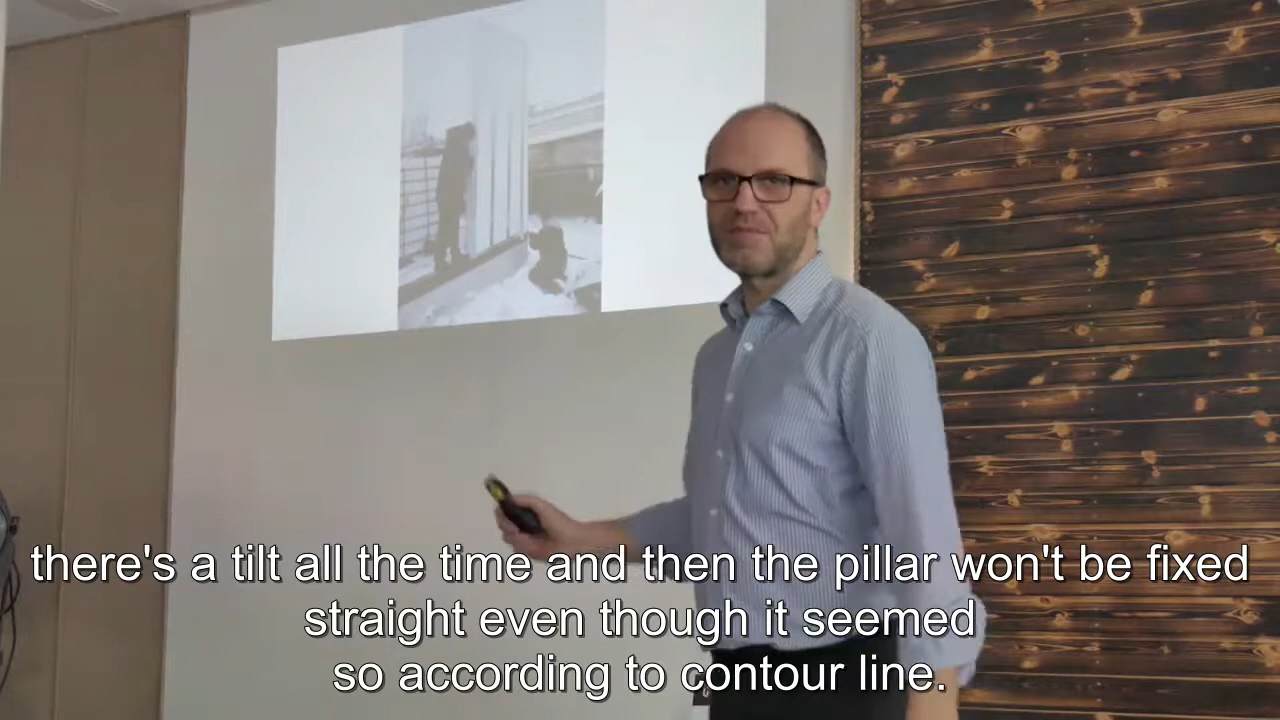 there's a tilt all the time and then the pillar won't be fixed
straight even though it seemed
so according to contour line.